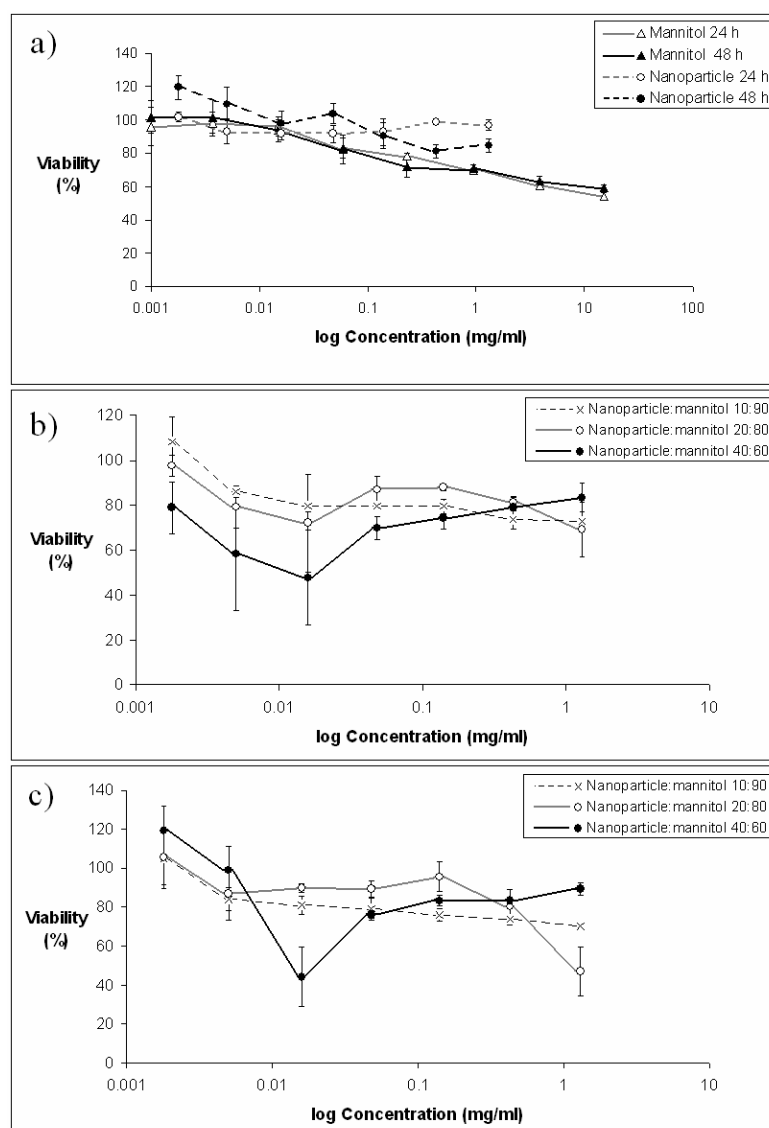 a)
Mannitol 24 h
Mannitol 48 h
Nanoparticle 24 h
Nanoparticle 48 h
140
120
100
80
60
40
20
0
Viability
(%)
0.001
0.01
0.1
1
10
100
log Concentration (mg/ml)
b)
Nanoparticle:mannitol 10:90
Nanoparticle:mannitol 20:80
Nanoparticle:mannitol 40:60
120
100
80
60
40
20
0
Viability
(%)
0.001
0.01
0.1
1
10
log Concentration (mg/ml)
c)
Nanoparticle:mannitol 10:90
Nanoparticle:mannitol 20:80
Nanoparticle:mannitol 40:60
140
120
100
80
60
40
20
0
Viability
(%)
0.001
0.01
0.1
1
10
log Concentration (mg/ml)